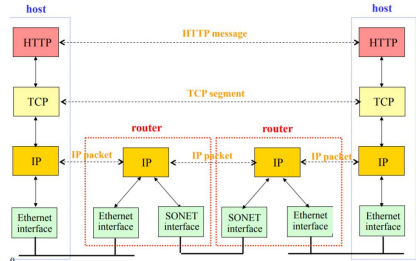 host
host
HTTP
HTTP message
HTTP
TCP
TCP segment
TCP
router
router
IP
IP packet
IP
IP packet
IP
IP packet
IP
Ethernet
interface
Ethernet
interface
SONET
interface
SONET
interface
Ethernet
interface
Ethernet
interface